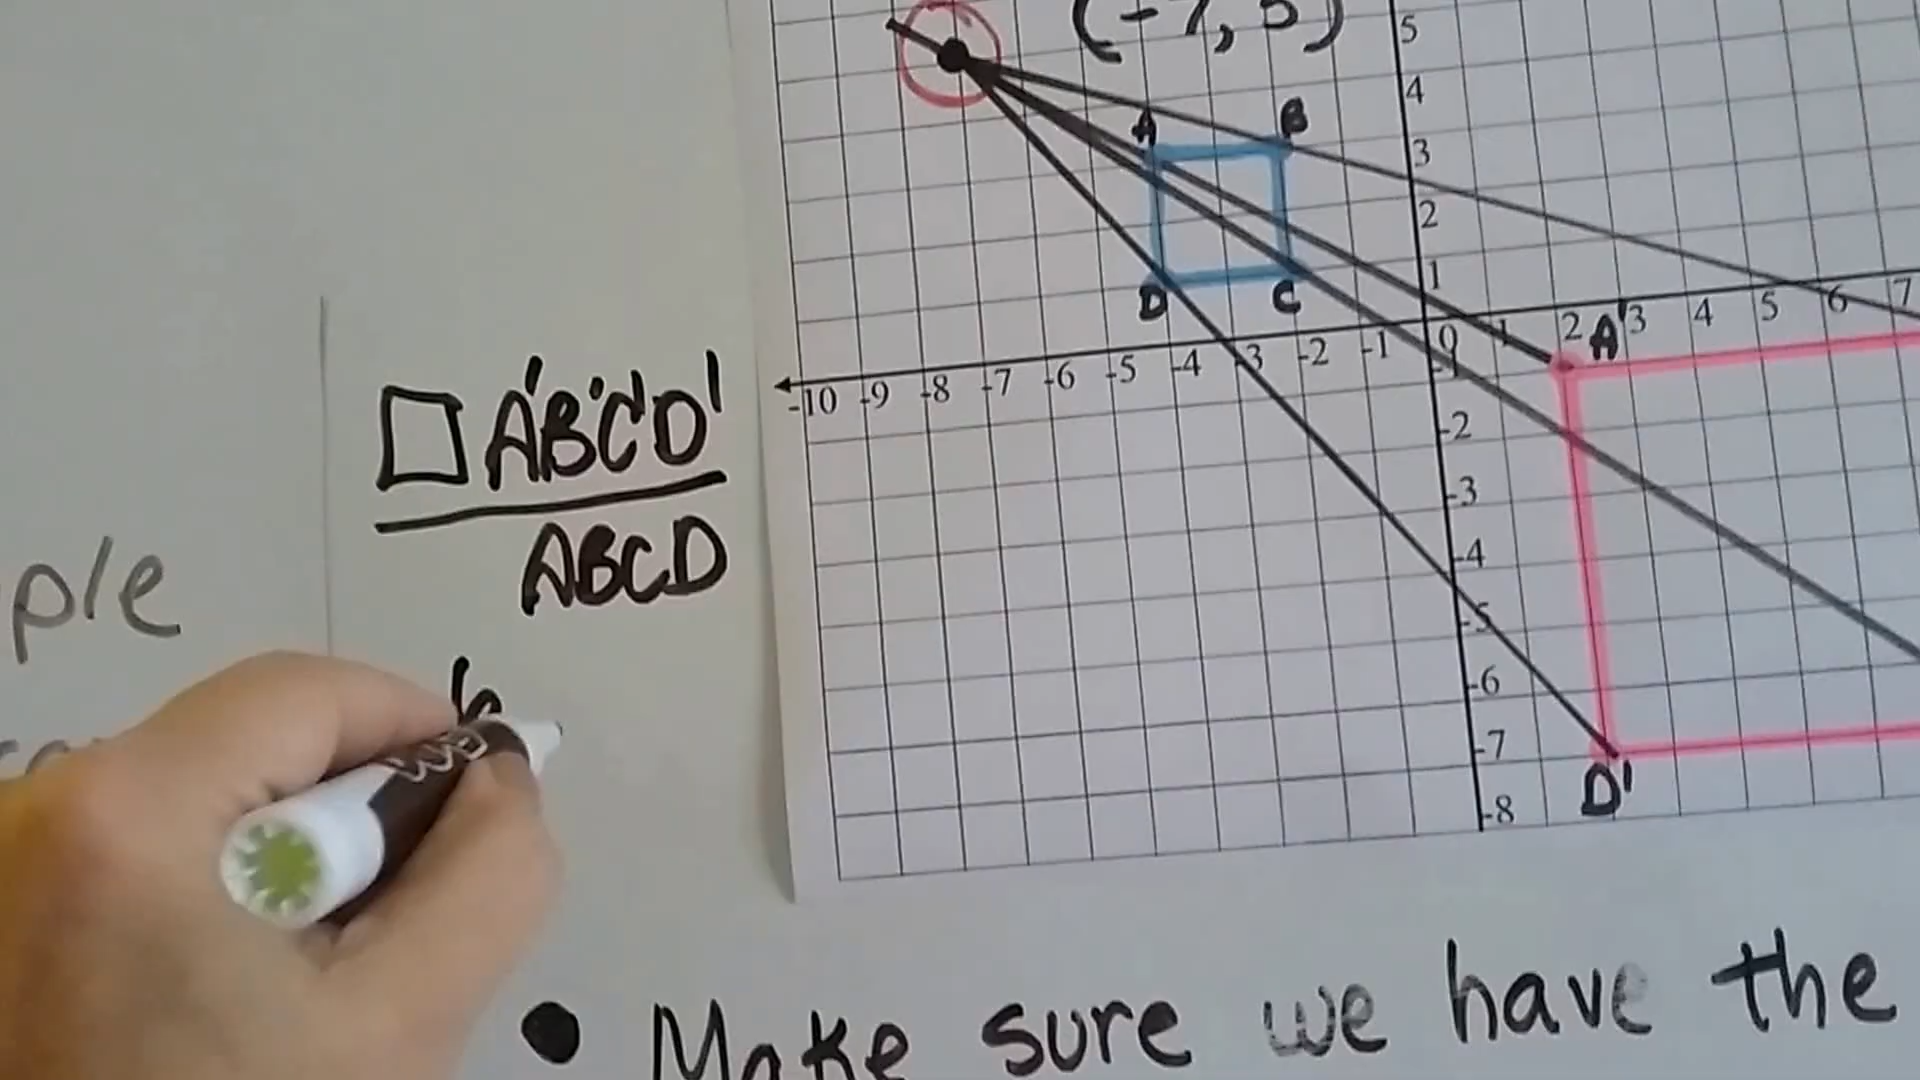 (-7, 5)
5
4
A B
3
2
1
D C
-10 -9 -8 -7 -6 -5 -4 -3 -2 -1 0 1 2 A' 3 4 5 6 7
-1
-2
-3
-4
-5
-6
-7
D'
-8
A'B'C'D'
ABCD
ple
6
• Make sure we have the